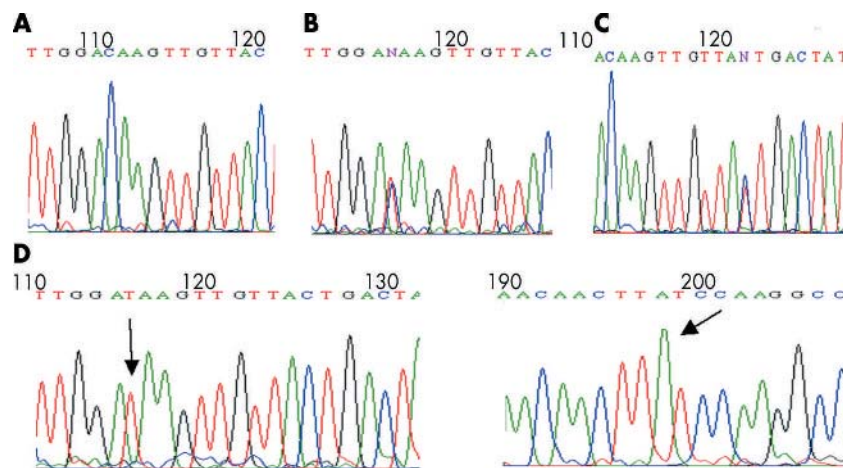 A
110 120
TTGGACAAGTTGTTAC
B
120
TTGGANAAGTTGTTAC
C
110 120
ACAAGTTGTTANTGACTAT
D
110 120 130
TTGGATAAGTTGTTACTGACTA
190 200
AACAACTTATCCAAGGCC